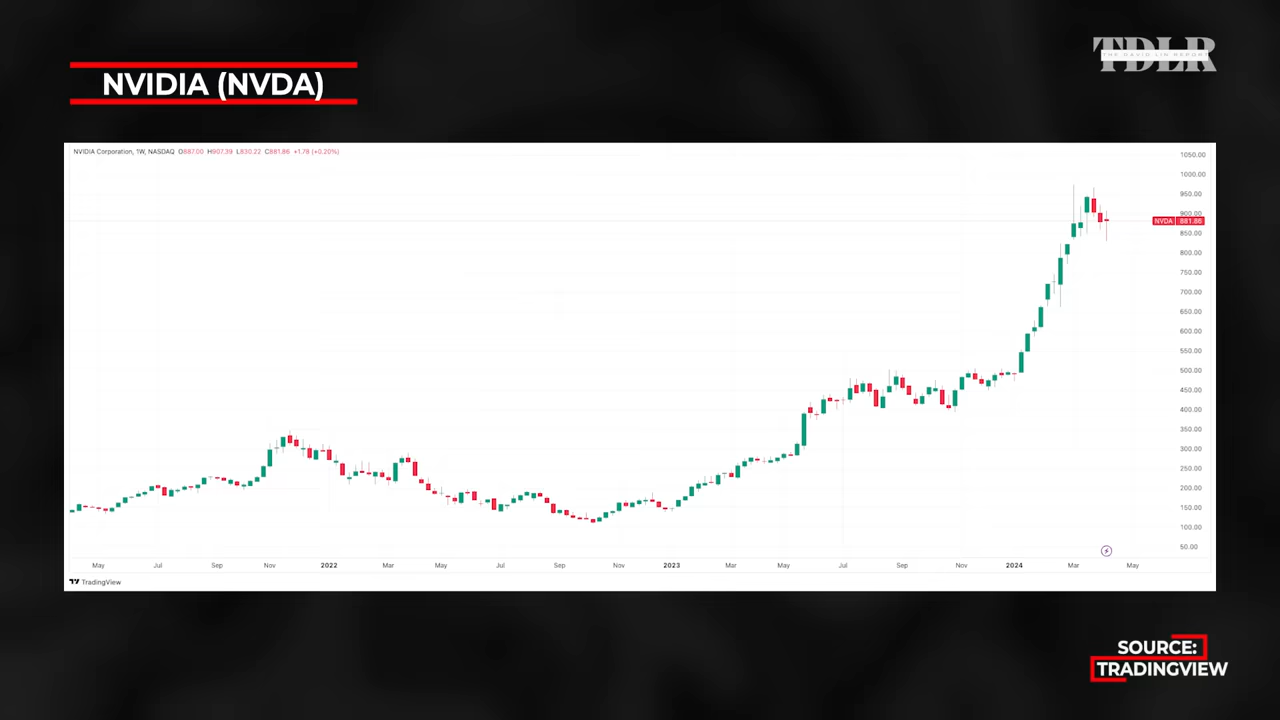 NVIDIA (NVDA)
TDLR
THE DAVID LIN REPORT
NVIDIA Corporation, 1W, NASDAQ O887.00 H907.39 L830.22 C881.86 +1.78 (+0.20%)
1050.00
1000.00
950.00
900.00
NVDA 881.86
850.00
800.00
750.00
700.00
650.00
600.00
550.00
500.00
450.00
400.00
350.00
300.00
250.00
200.00
150.00
100.00
50.00
May Jul Sep Nov 2022 Mar May Jul Sep Nov 2023 Mar May Jul Sep Nov 2024 Mar May
TradingView
SOURCE:
TRADINGVIEW